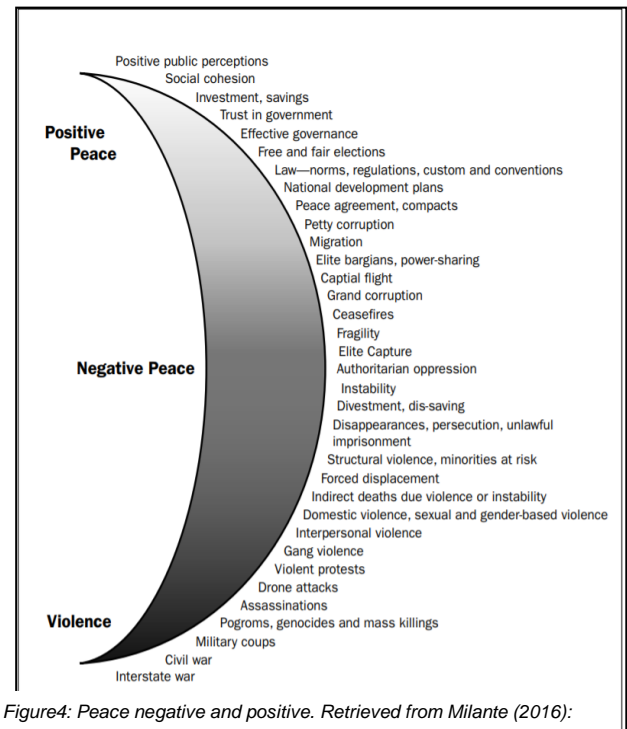 Positive public perceptions
Social cohesion
Investment, savings
Trust in government
Positive
Peace
Effective governance
Free and fair elections
Law—norms, regulations, custom and conventions
National development plans
Peace agreement, compacts
Petty corruption
Migration
Elite bargians, power-sharing
Captial flight
Grand corruption
Ceasefires
Fragility
Elite Capture
Negative Peace
Authoritarian oppression
Instability
Divestment, dis-saving
Disappearances, persecution, unlawful
imprisonment
Structural violence, minorities at risk
Forced displacement
Indirect deaths due violence or instability
Domestic violence, sexual and gender-based violence
Interpersonal violence
Gang violence
Violent protests
Drone attacks
Assassinations
Violence
Pogroms, genocides and mass killings
Military coups
Civil war
Interstate war
Figure4: Peace negative and positive. Retrieved from Milante (2016):